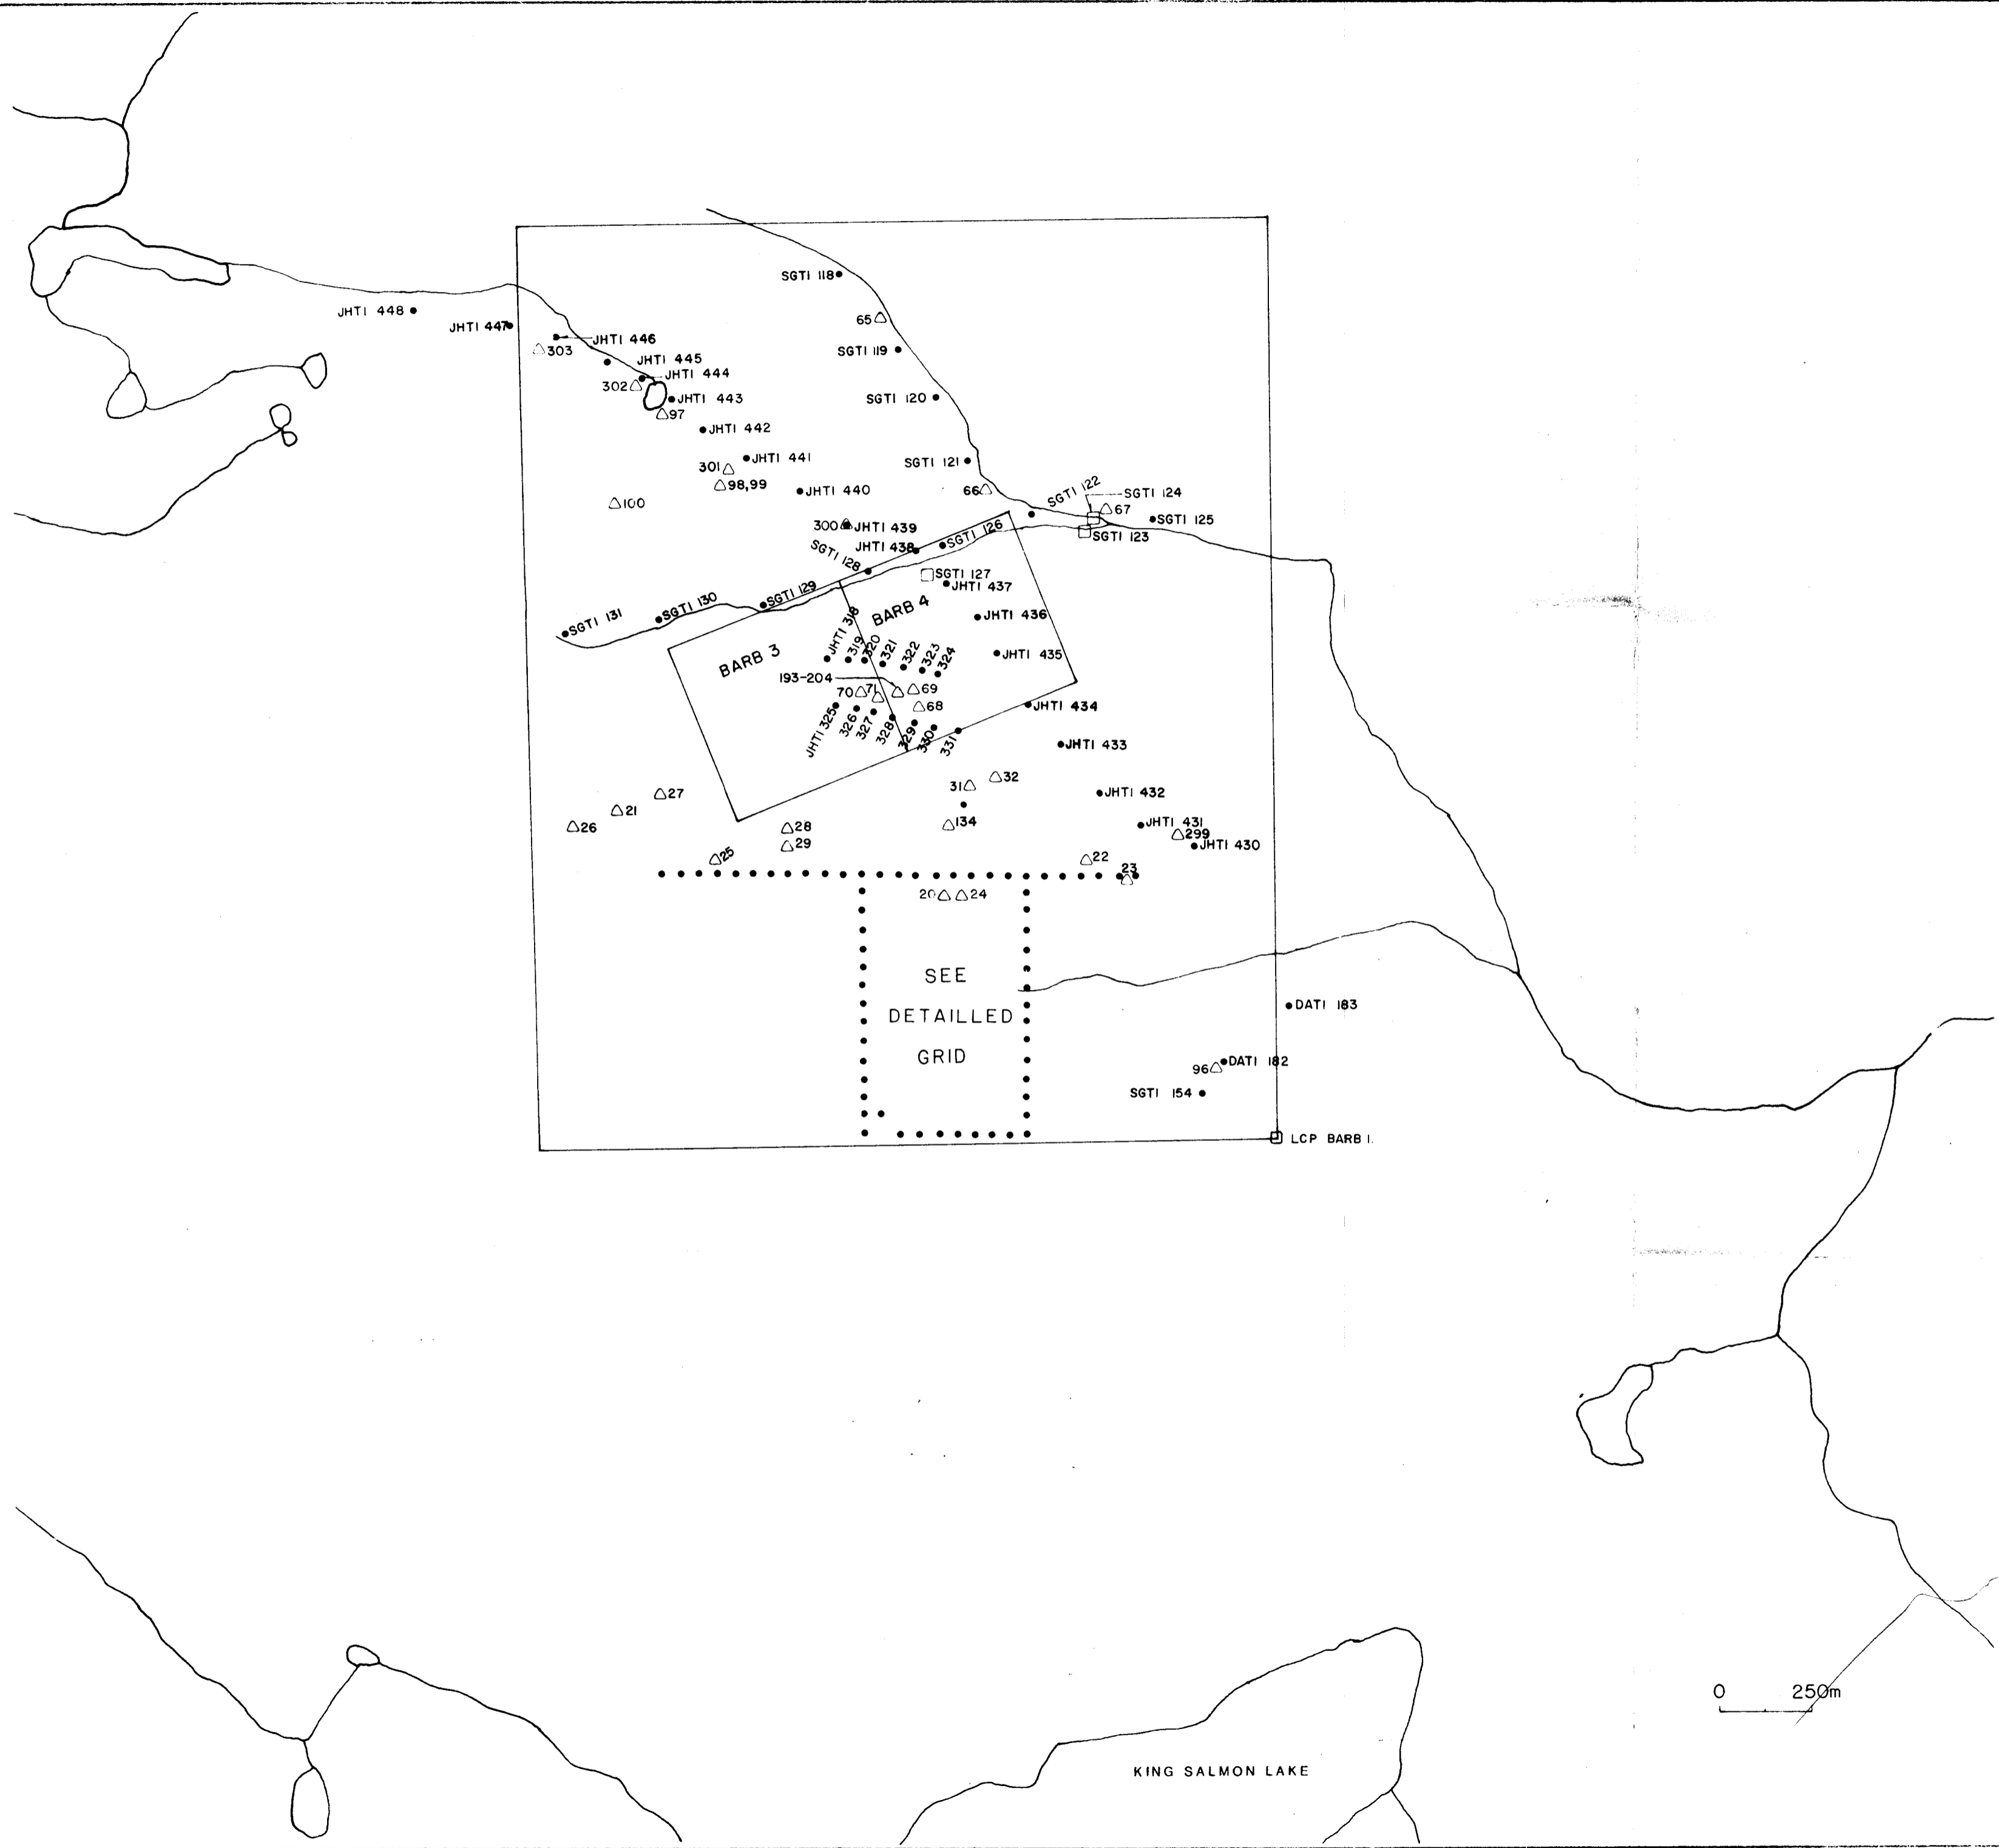 SGTI 118
JHTI 448
65
JHTI 447
JHTI 446
303
SGTI 119
JHTI 445
JHTI 444
302
SGTI 120
JHTI 443
97
JHTI 442
JHTI 441
301
SGTI 121
98,99
JHTI 440
66
SGTI 122
SGTI 124
100
67
SGTI 125
300
JHTI 439
SGTI 126
SGTI 123
JHTI 438
SGTI 128
SGTI 127
JHTI 437
SGTI 129
SGTI 130
SGTI 131
BARB 4
JHTI 436
JHTI 318
319
320
321
322
323
324
BARB 3
JHTI 435
193-204
70
71
69
68
JHTI 434
JHTI 325
326
327
328
329
330
331
JHTI 433
31
32
27
JHTI 432
21
26
28
134
JHTI 431
299
29
JHTI 430
25
22
23
20
24
SEE
DETAILLED
GRID
DATI 183
DATI 182
96
SGTI 154
LCP BARB 1.
0 250m
KING SALMON LAKE